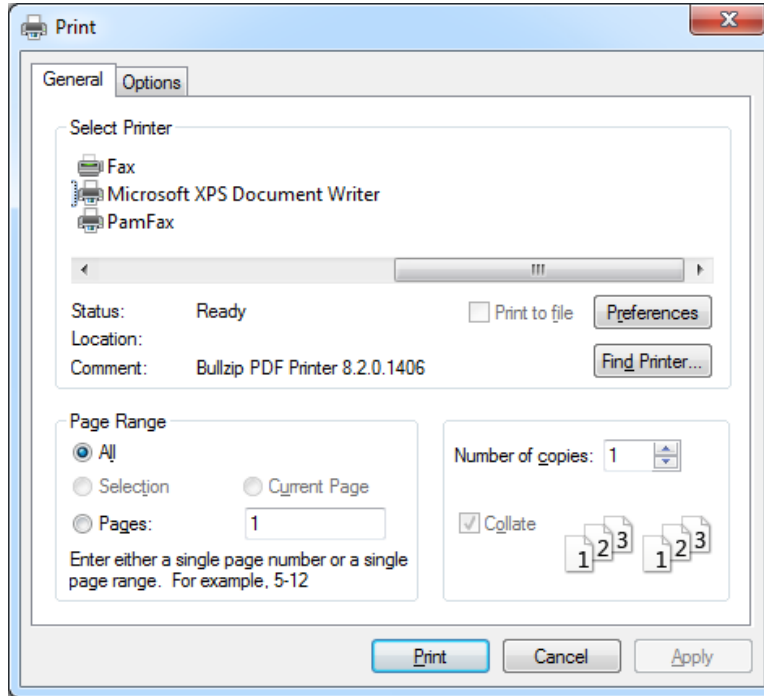 Print
General Options
Select Printer
Fax
Microsoft XPS Document Writer
PamFax
Status: Ready Print to file Preferences
Location:
Comment: Bullzip PDF Printer 8.2.0.1406 Find Printer...
Page Range
All
Selection Current Page
Pages: 1
Enter either a single page number or a single
page range. For example, 5-12
Number of copies: 1
Collate
1 2 3 1 2 3
Print Cancel Apply